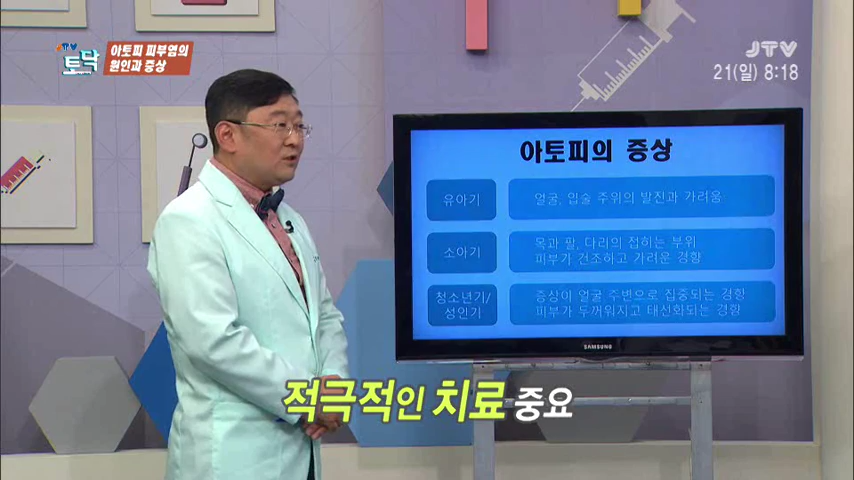 JTV
토닥
아토피 피부염의
원인과 증상
JTV
21(일) 8:18
아토피의 증상
유아기
얼굴, 입술 주위의 발진과 가려움
소아기
목과 팔, 다리의 접히는 부위
피부가 건조하고 가려운 경향
청소년기/
성인기
증상이 얼굴 주변으로 집중되는 경향
피부가 두꺼워지고 태선화되는 경향
SAMSUNG
적극적인 치료 중요